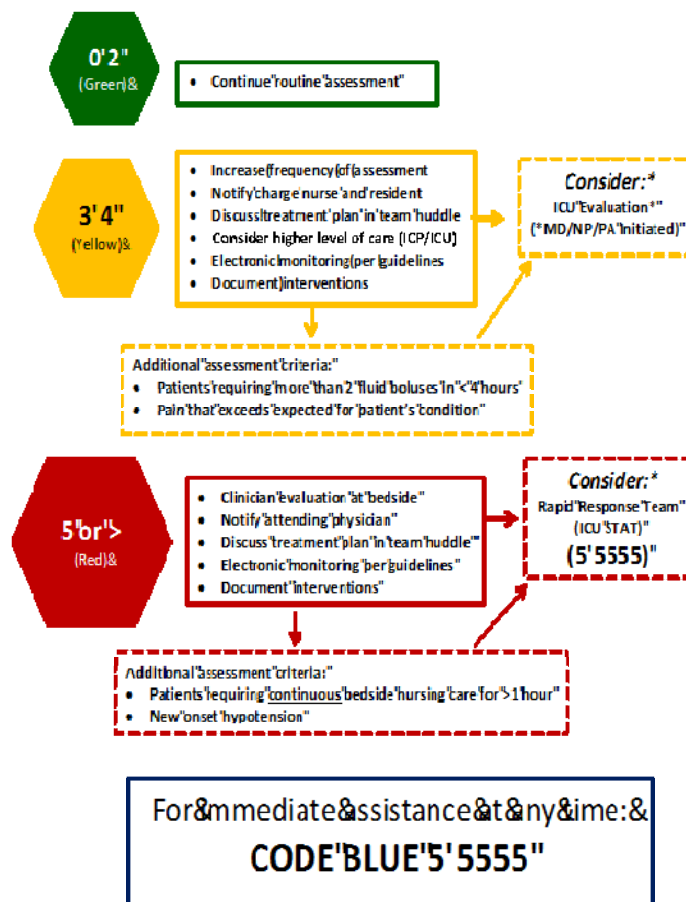 0'2"
(Green)&
• Continue"routine"assessment"
3'4"
(Yellow)&
• Increase(frequency(of(assessment
• Notify'charge'nurse'and'resident
• Discuss!treatment'plan'in'team'huddle
• Consider higher level of care (ICP/ICU)
• Electronic(monitoring(per(guidelines
• Document)interventions
Consider:*
ICU"Evaluation*"
(*MD/NP/PA"Initiated)"
Additional"assessment"criteria:"
• Patients"requiring"more"than"2"fluid"boluses"in"<"4"hours"
• Pain"that"exceeds"expected"for"patient's"condition"
5"or">
(Red)&
• Clinician"evaluation"at"bedside"
• Notify"attending"physician"
• Discuss"treatment"plan"in"team"huddle""
• Electronic"monitoring"per"guidelines"
• Document"interventions"
Consider:*
Rapid"Response"Team"
(ICU"STAT)"
(5'5555)"
Additional"assessment"criteria:"
• Patients"requiring"continuous"bedside"nursing"care"for">1"hour"
• New"onset"hypotension"
For&immediate&assistance&at&any&time:&
CODE"BLUE"5'5555"